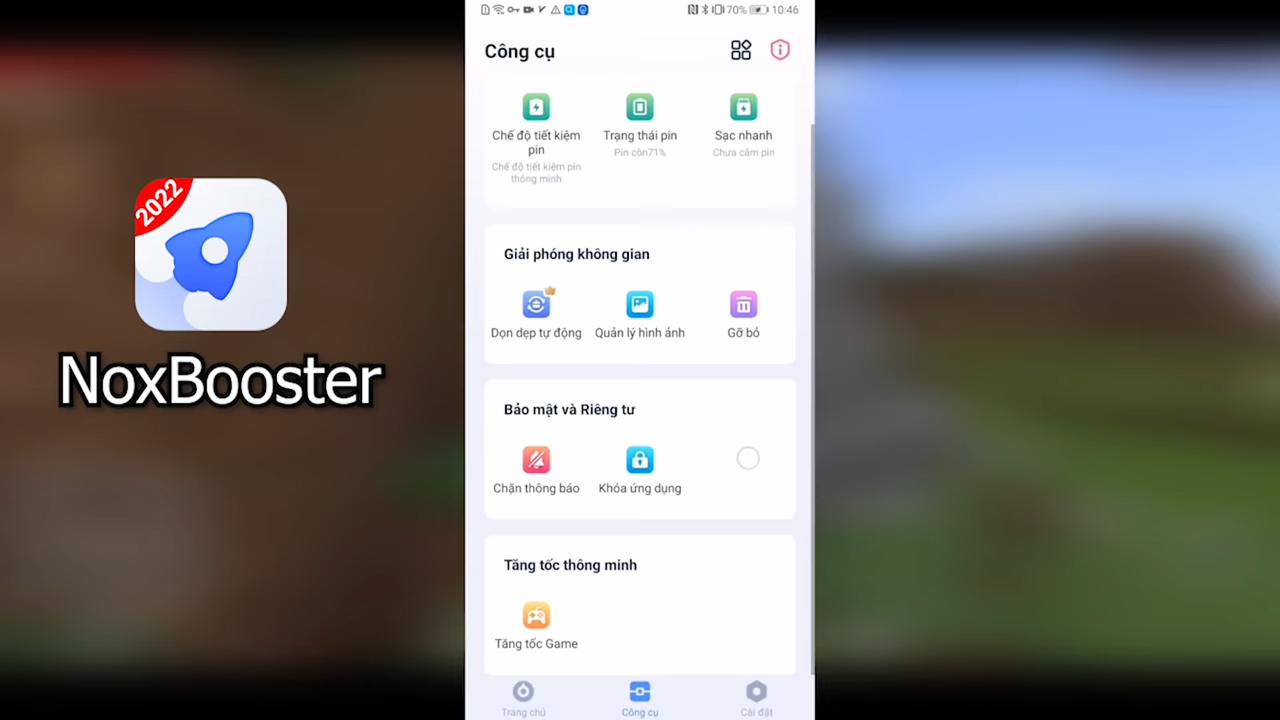 2022
NoxBooster
70%
10:46
Công cụ
Chế độ tiết kiệm
pin
Chế độ tiết kiệm pin
thông minh
Trạng thái pin
Pin còn71%
Sạc nhanh
Chưa cắm pin
Giải phóng không gian
Dọn dẹp tự động
Quản lý hình ảnh
Gỡ bỏ
Bảo mật và Riêng tư
Chặn thông báo
Khóa ứng dụng
Tăng tốc thông minh
Tăng tốc Game
Trang chủ
Công cụ
Cài đặt